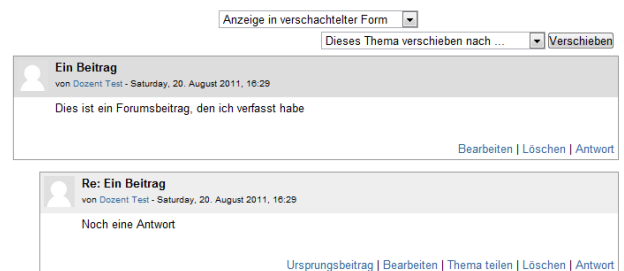 Anzeige in verschachtelter Form
Dieses Thema verschieben nach ... Verschieben
Ein Beitrag
von Dozent Test - Saturday, 20. August 2011, 16:29
Dies ist ein Forumsbeitrag, den ich verfasst habe
Bearbeiten | Löschen | Antwort
Re: Ein Beitrag
von Dozent Test - Saturday, 20. August 2011, 16:29
Noch eine Antwort
Ursprungsbeitrag | Bearbeiten | Thema teilen | Löschen | Antwort